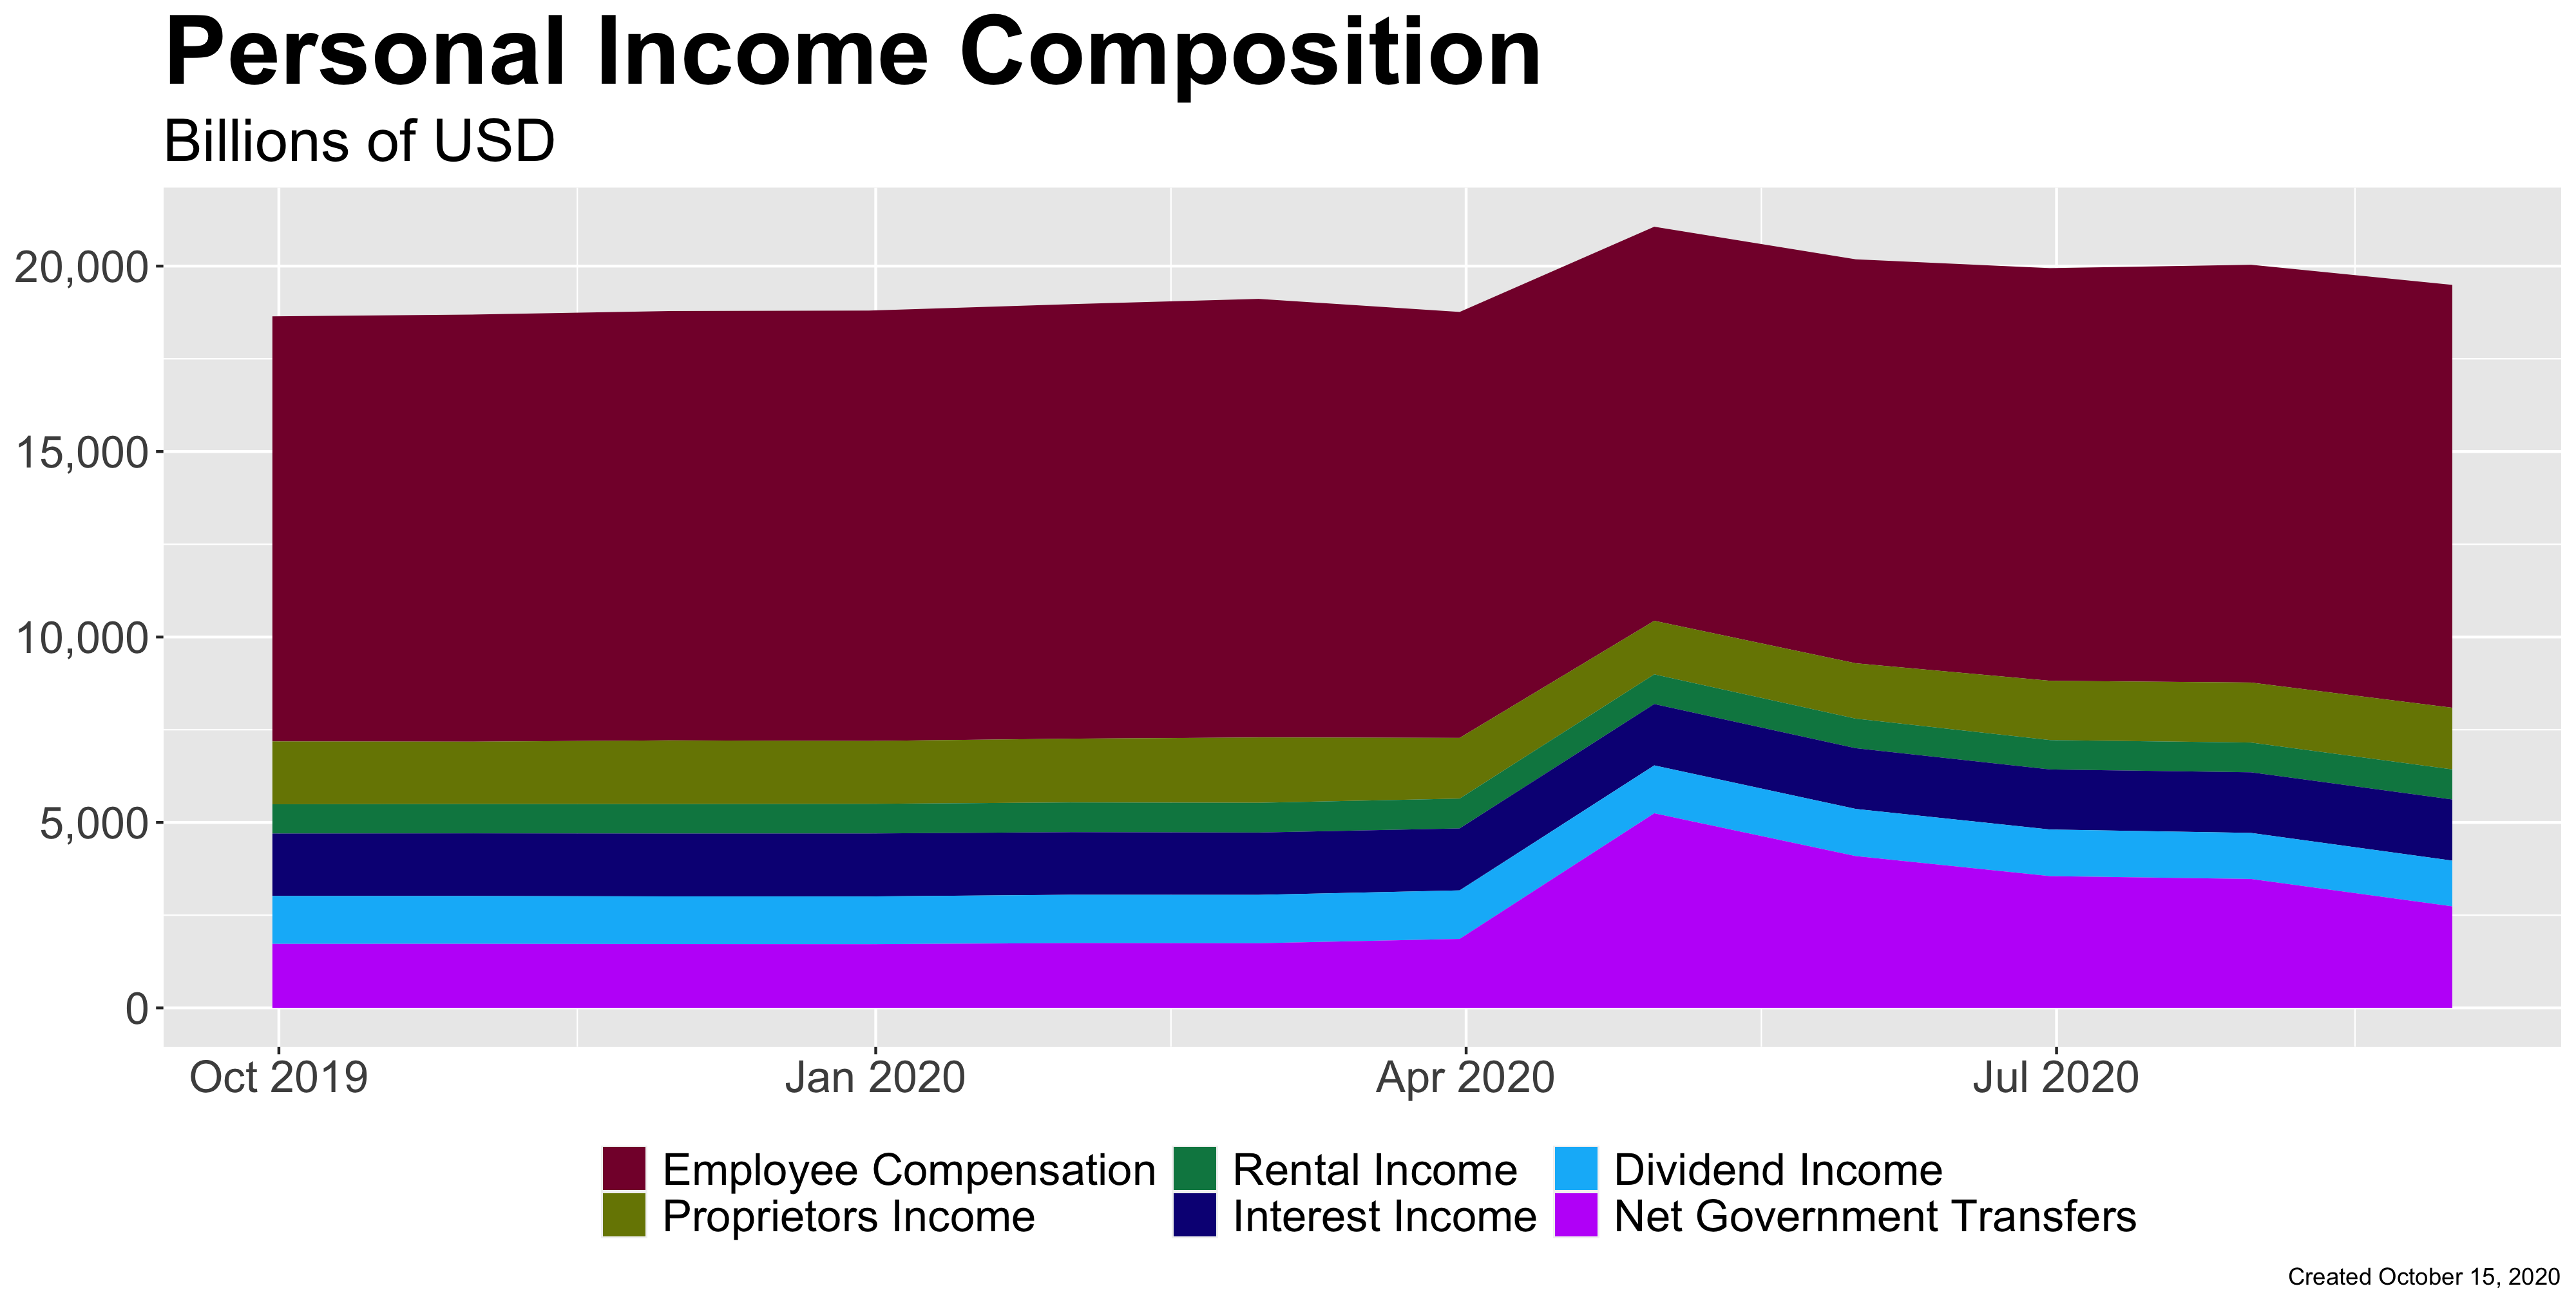 Personal Income Composition
Billions of USD
20,000
15,000
10,000
5,000
0
Oct 2019 Jan 2020 Apr 2020 Jul 2020
Employee Compensation Rental Income Dividend Income
Proprietors Income Interest Income Net Government Transfers
Created October 15, 2020